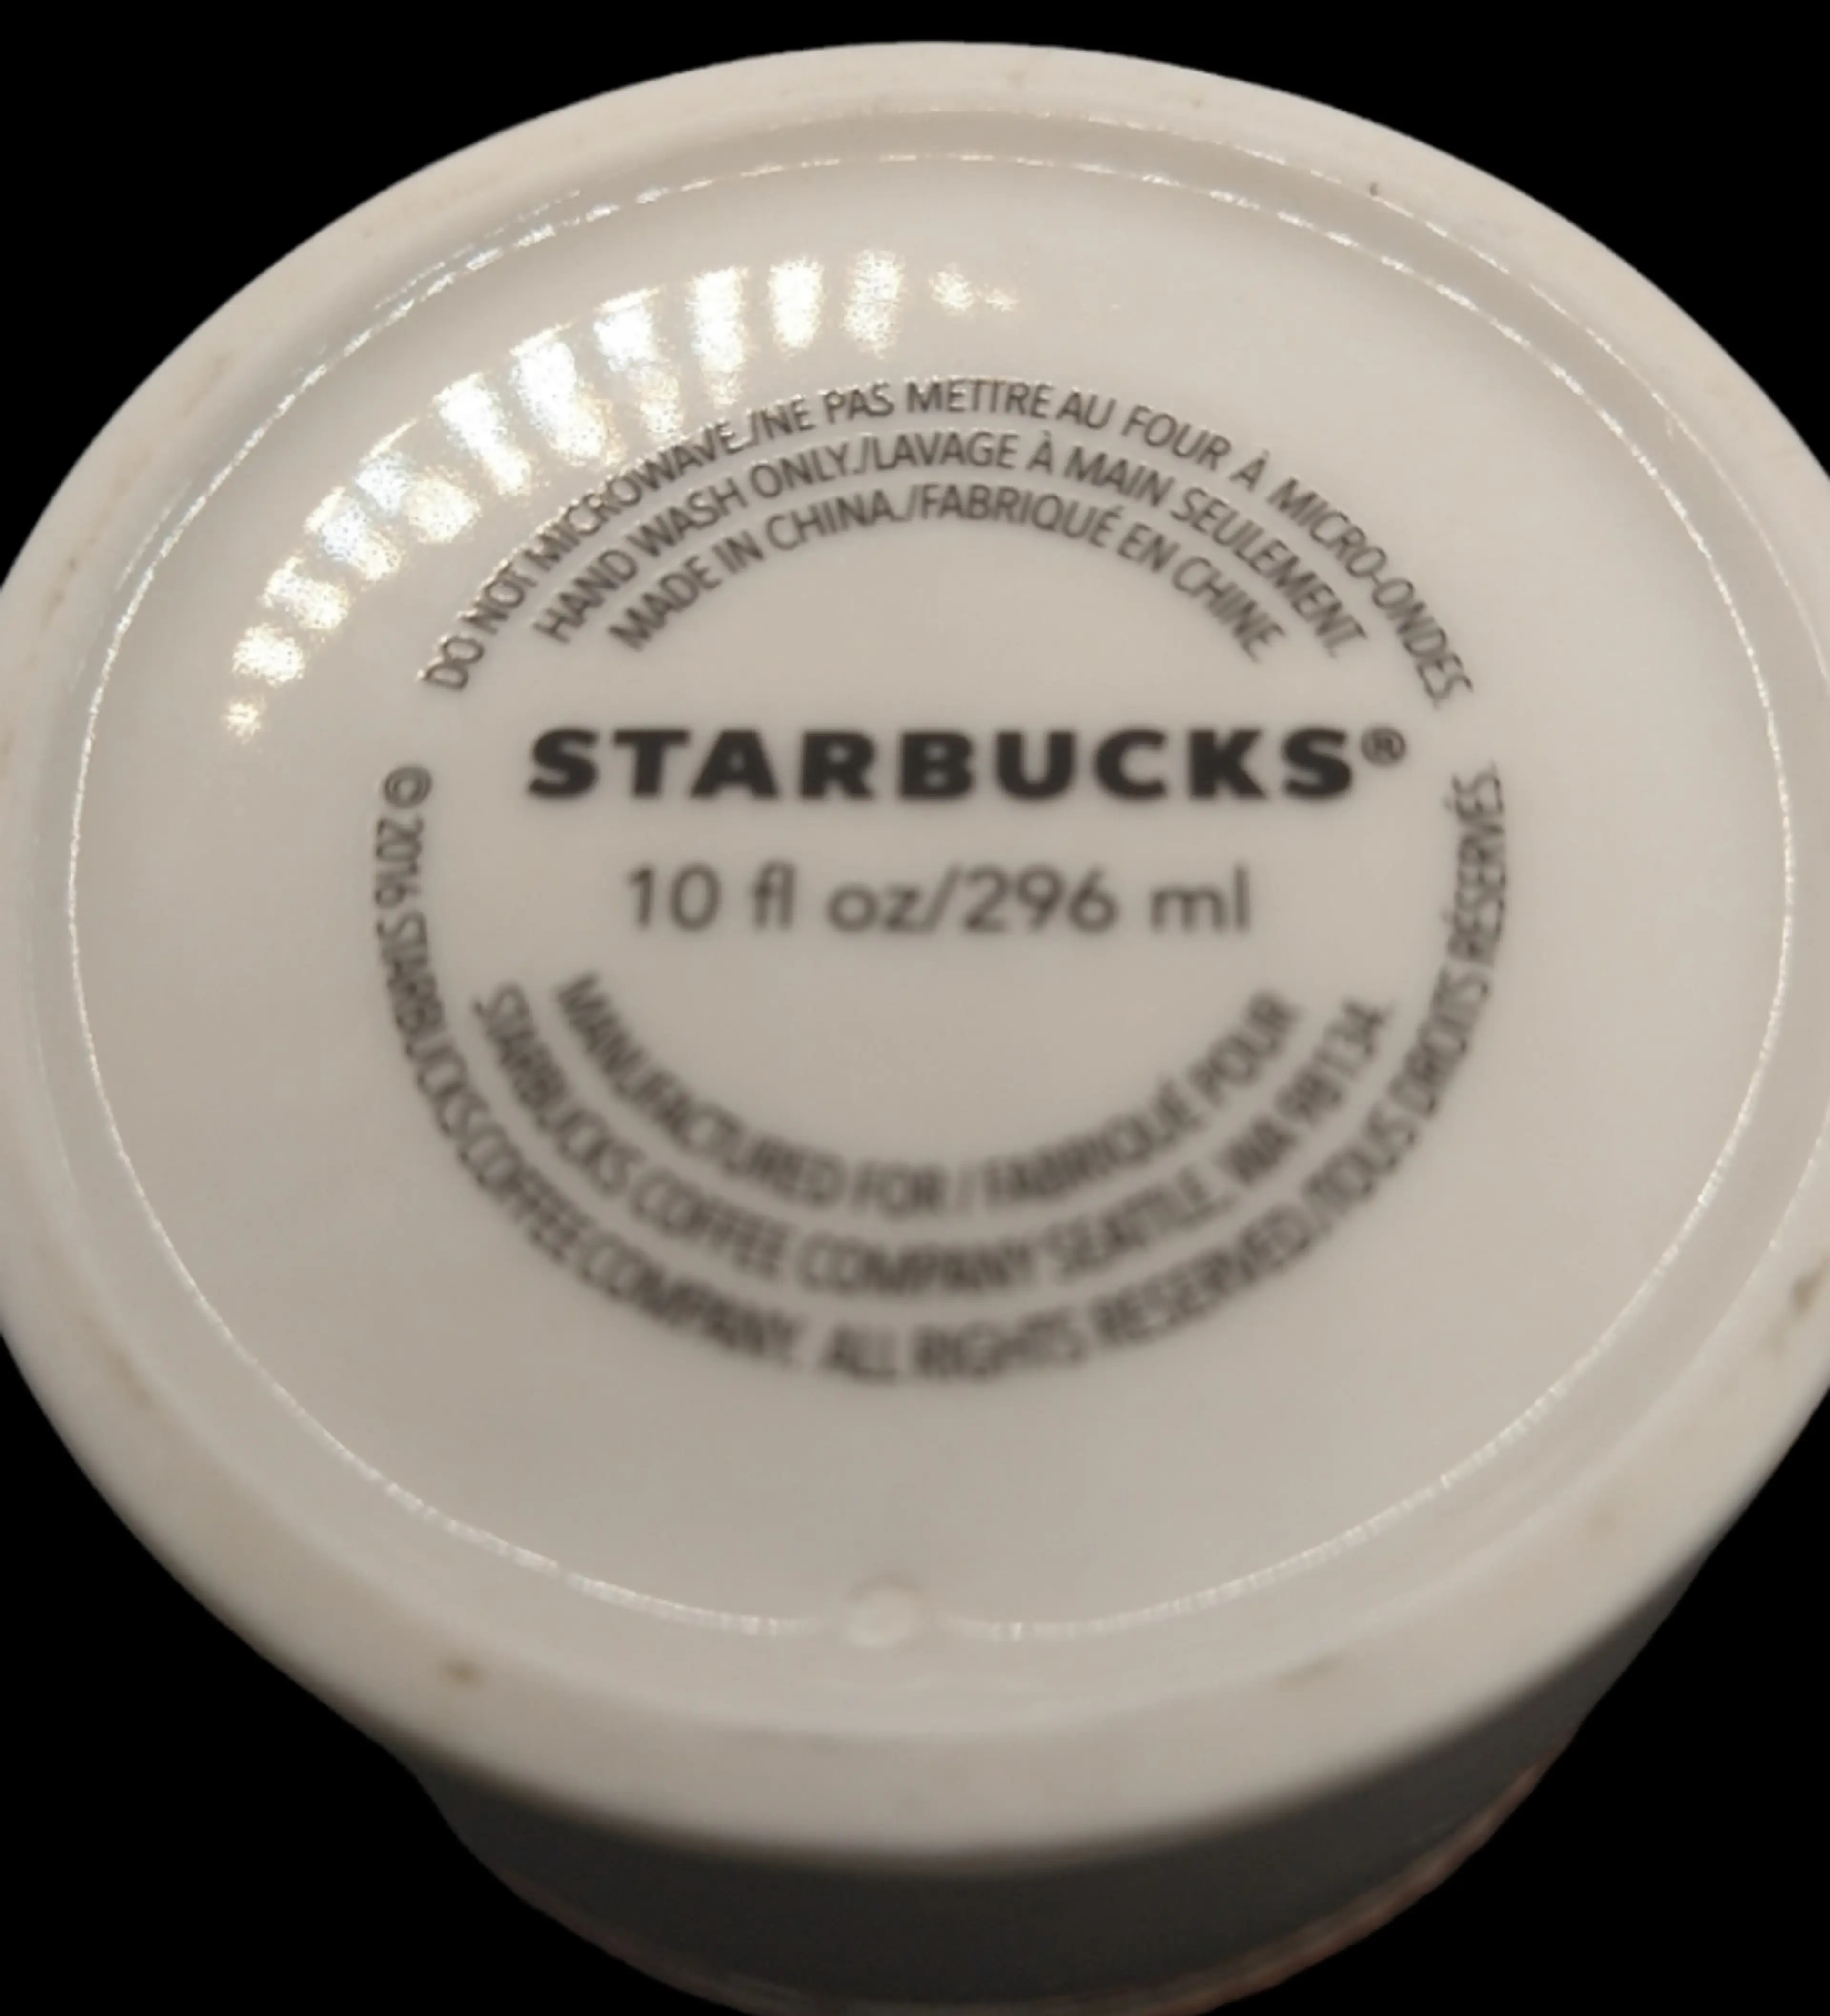 DO NOT MICROWAVE./NE PAS METTRE AU FOUR À MICRO-ONDES.
HAND WASH ONLY./LAVAGE À MAIN SEULEMENT.
MADE IN CHINA./FABRIQUÉ EN CHINE.
STARBUCKS®
10 fl oz/296 ml
MANUFACTURED FOR / FABRIQUÉ POUR
STARBUCKS COFFEE COMPANY SEATTLE, WA 98134.
© 2016 STARBUCKS COFFEE COMPANY. ALL RIGHTS RESERVED./TOUS DROITS RÉSERVÉS.